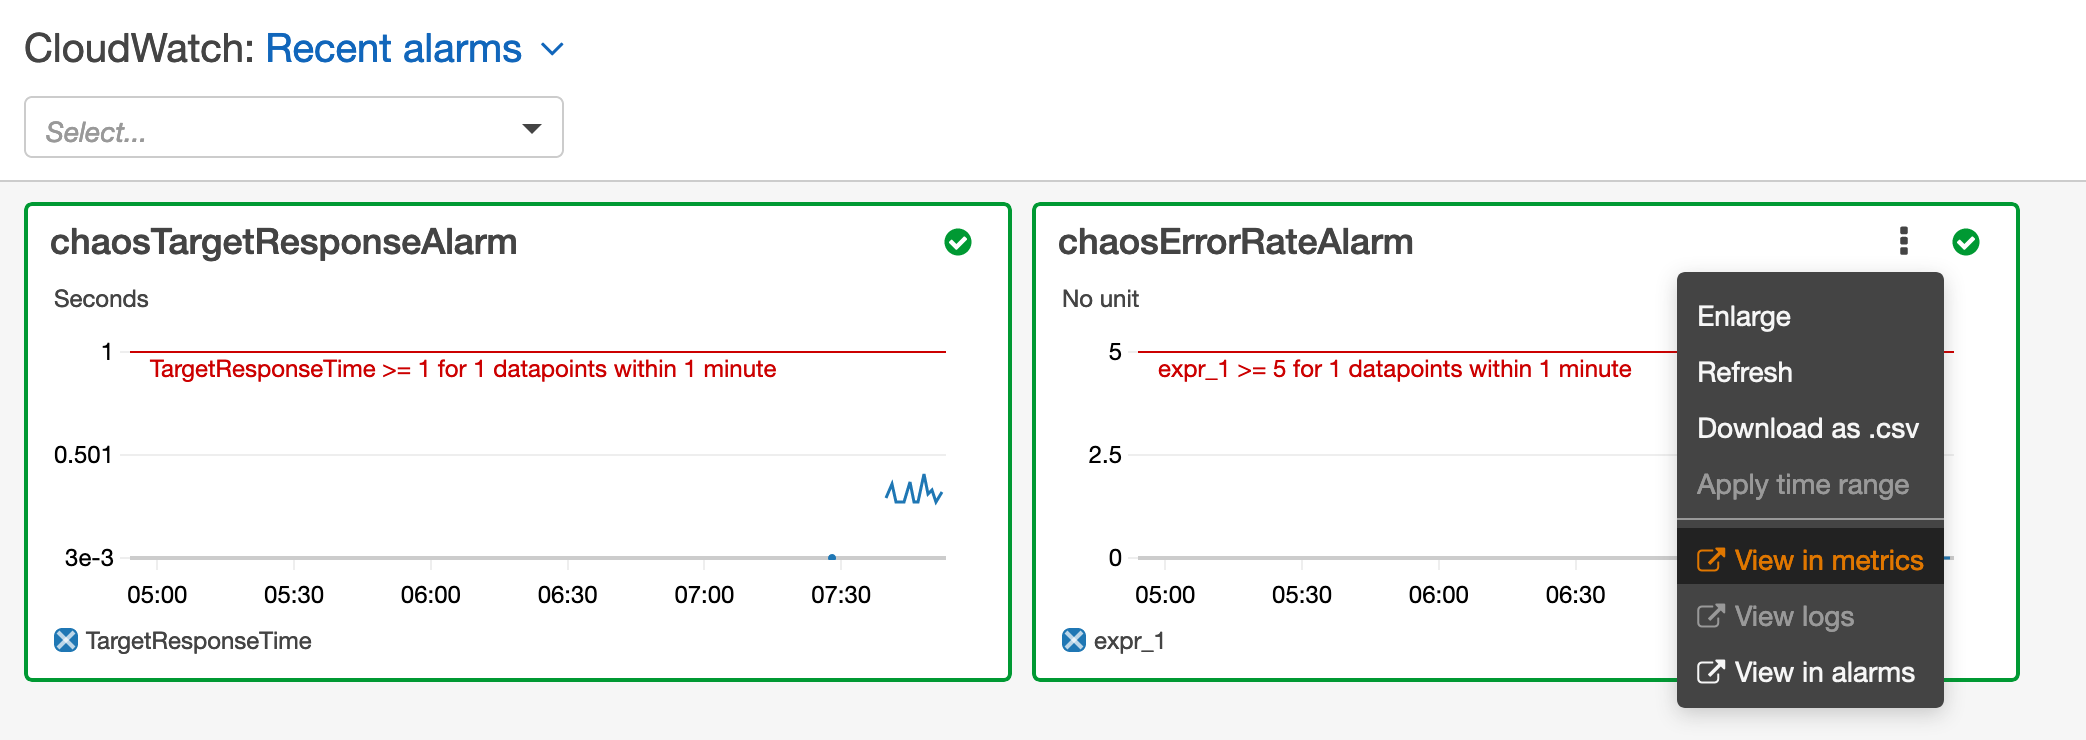 CloudWatch: Recent alarms
Select...
chaosTargetResponseAlarm
Seconds
1
TargetResponseTime >= 1 for 1 datapoints within 1 minute
0.501
3e-3
05:00 05:30 06:00 06:30 07:00 07:30
TargetResponseTime
chaosErrorRateAlarm
No unit
5
expr_1 >= 5 for 1 datapoints within 1 minute
2.5
0
05:00 05:30 06:00 06:30
expr_1
Enlarge
Refresh
Download as .csv
Apply time range
View in metrics
View logs
View in alarms